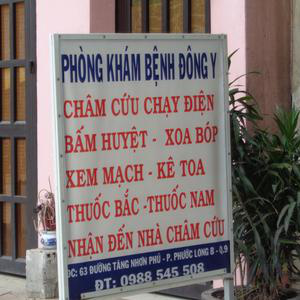 PHÒNG KHÁM BỆNH ĐÔNG Y
CHÂM CỨU CHẠY ĐIỆN
BẤM HUYỆT - XOA BÓP
XEM MẠCH - KÊ TOA
THUỐC BẮC -THUỐC NAM
NHẬN ĐẾN NHÀ CHÂM CỨU
ĐC: 63 ĐƯỜNG TĂNG NHƠN PHÚ - P. PHƯỚC LONG B - Q.9
ĐT: 0988 545 508